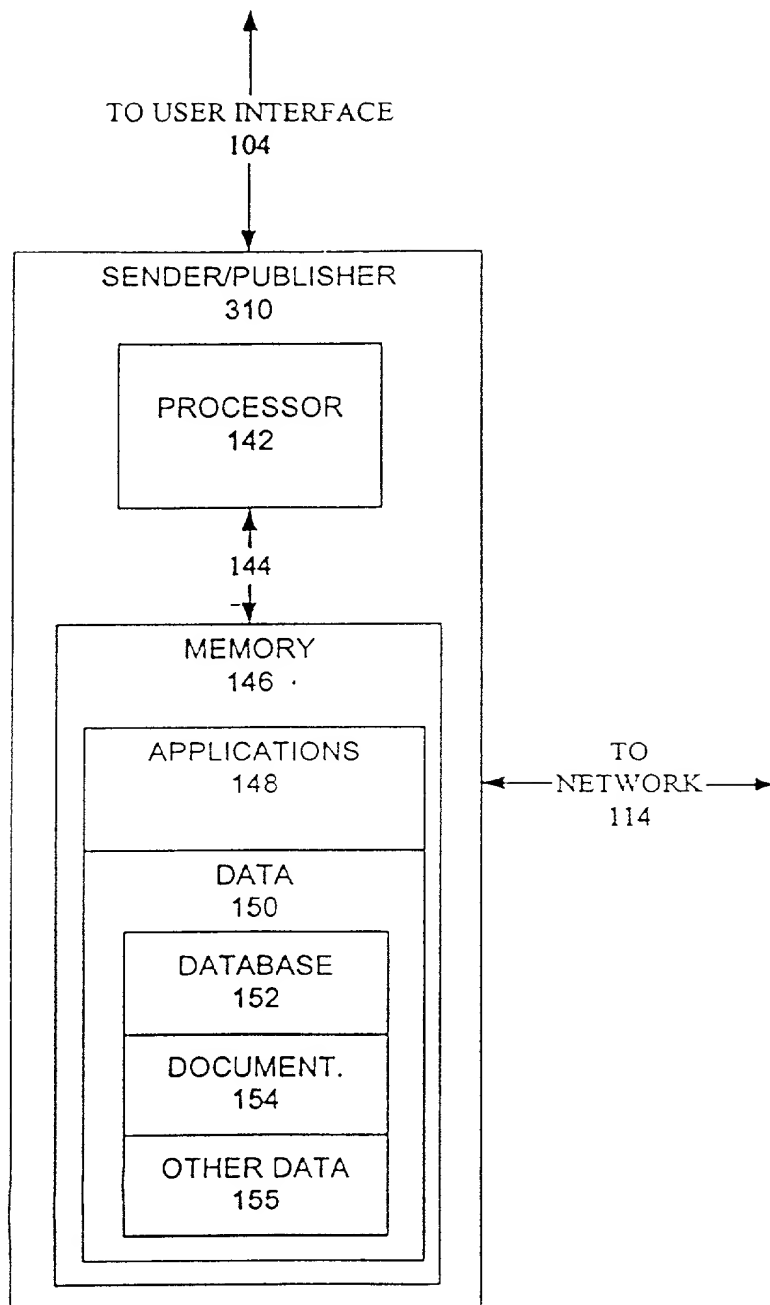 TO USER INTERFACE
104
SENDER/PUBLISHER
310
PROCESSOR
142
144
MEMORY
146
APPLICATIONS
148
TO
NETWORK
114
DATA
150
DATABASE
152
DOCUMENT.
154
OTHER DATA
155